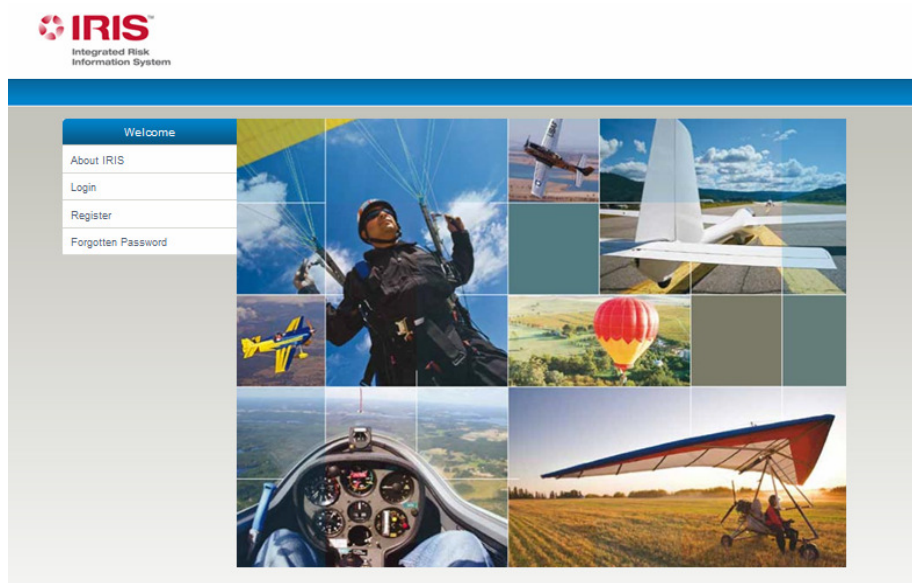 IRIS™
Integrated Risk
Information System
Welcome
About IRIS
Login
Register
Forgotten Password